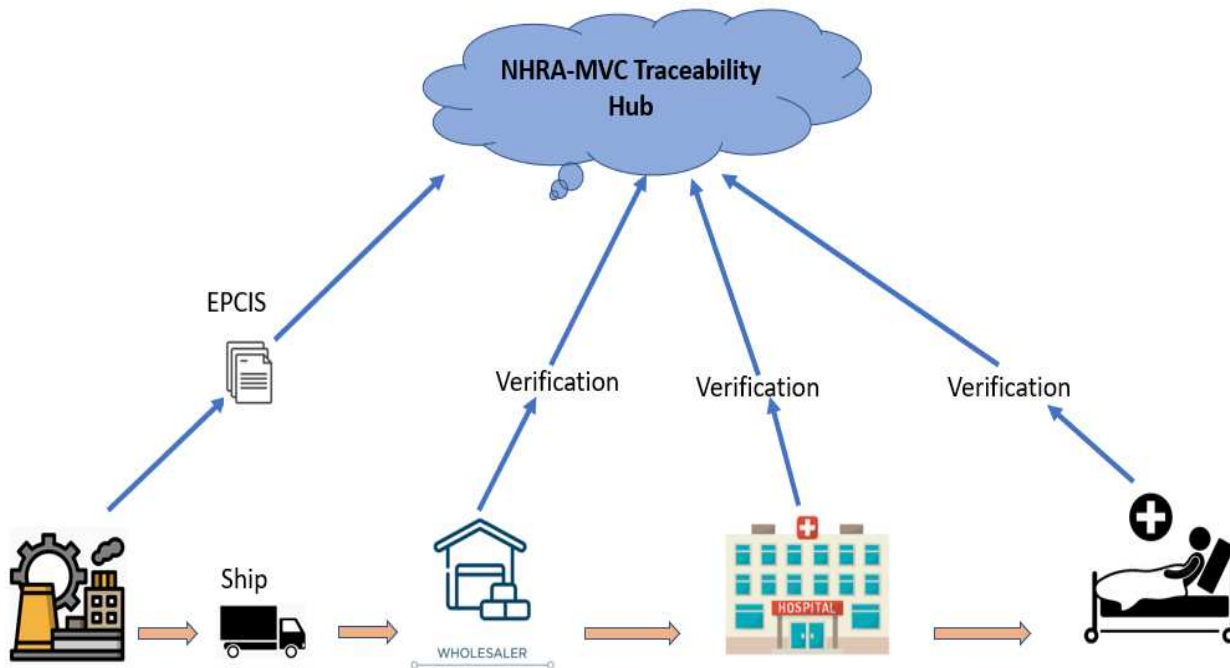 NHRA-MVC Traceability
Hub
EPCIS
Verification
Verification
Verification
Ship
HOSPITAL
WHOLESALER